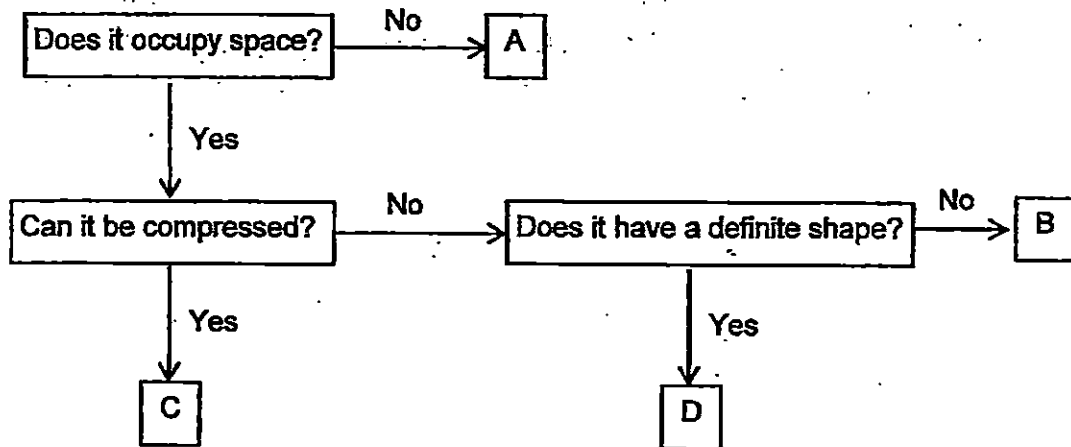 Does it occupy space?
No
A
Yes
Can it be compressed?
No
Does it have a definite shape?
No
B
Yes
Yes
C
D